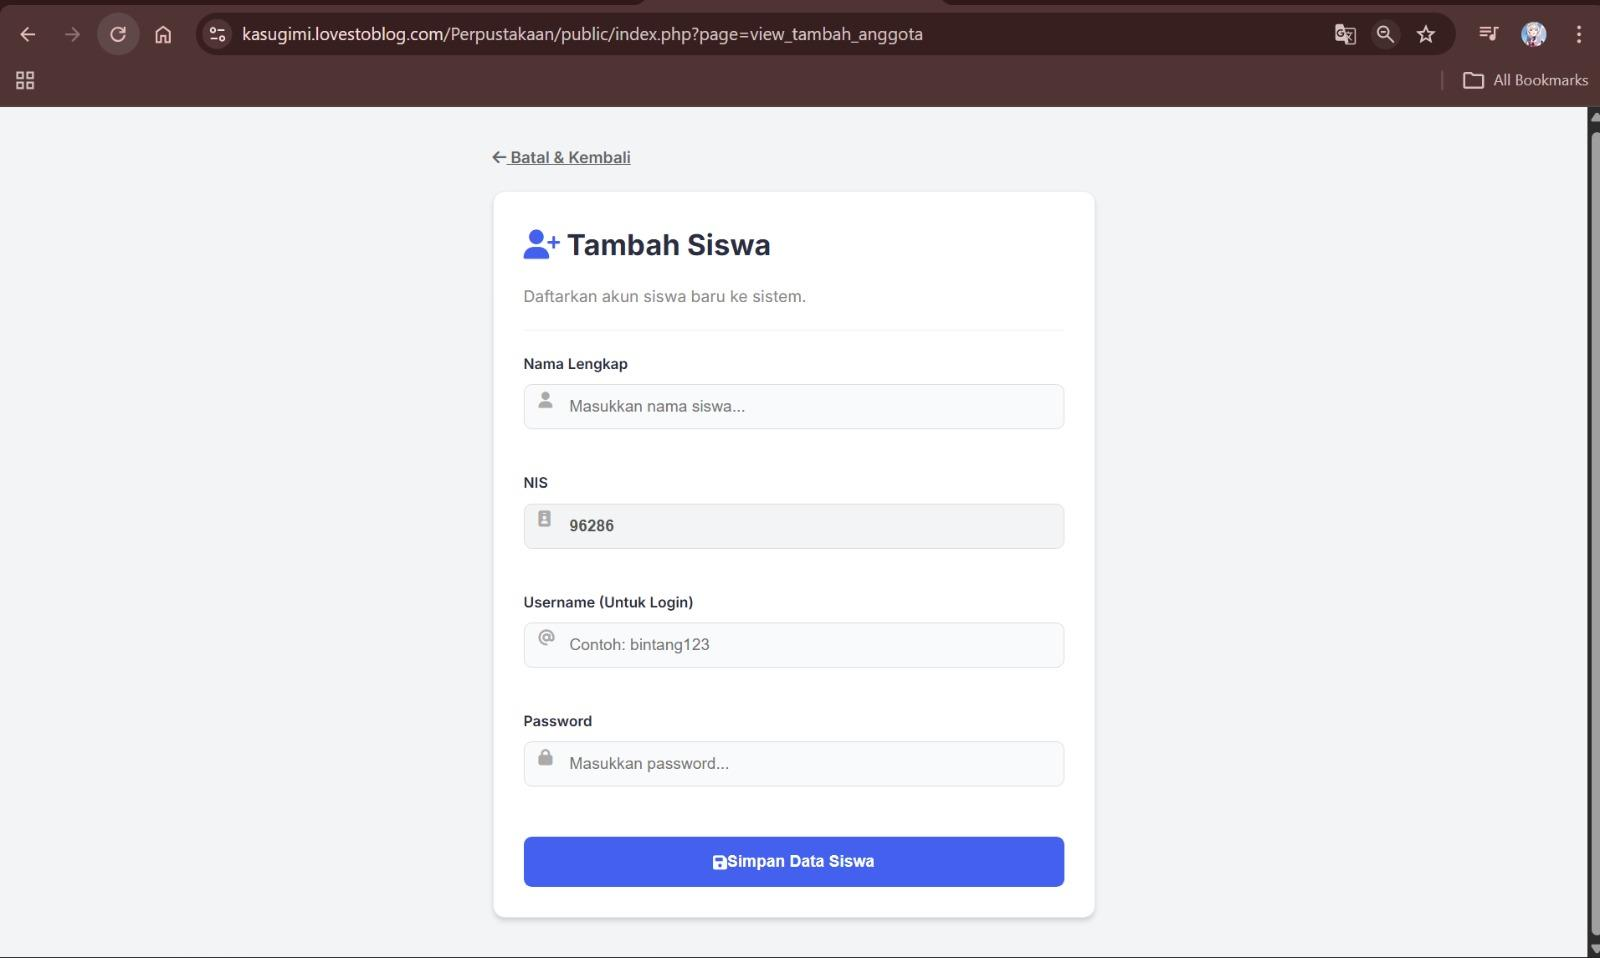 kasugimi.lovestoblog.com/Perpustakaan/public/index.php?page=view_tambah_anggota
All Bookmarks
Batal & Kembali
Tambah Siswa
Daftarkan akun siswa baru ke sistem.
Nama Lengkap
Masukkan nama siswa...
NIS
96286
Username (Untuk Login)
Contoh: bintang123
Password
Masukkan password...
Simpan Data Siswa